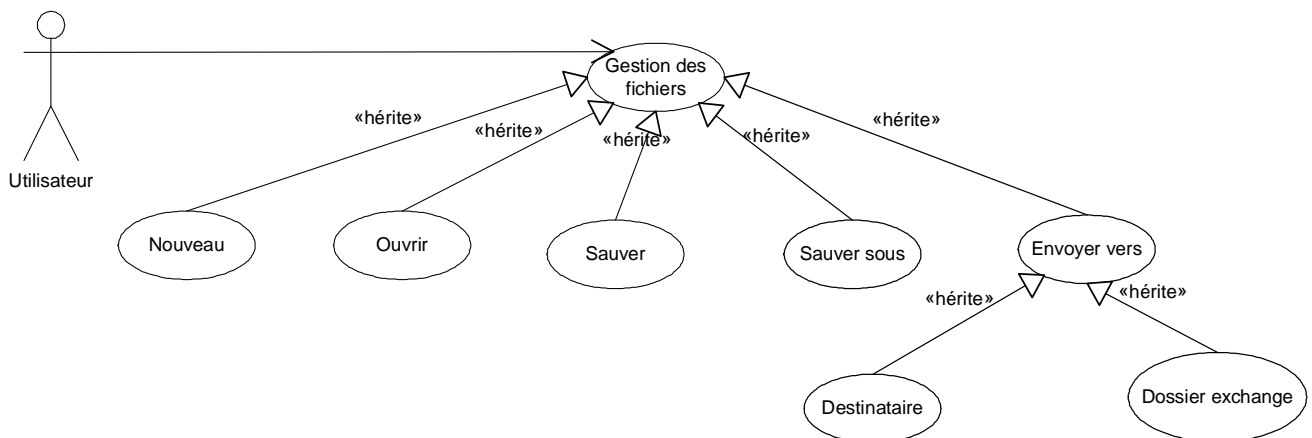 Gestion des
fichiers
«hérite»
«hérite»
«hérite»
«hérite»
«hérite»
Utilisateur
Nouveau
Ouvrir
Sauver
Sauver sous
Envoyer vers
«hérite»
«hérite»
Destinataire
Dossier exchange